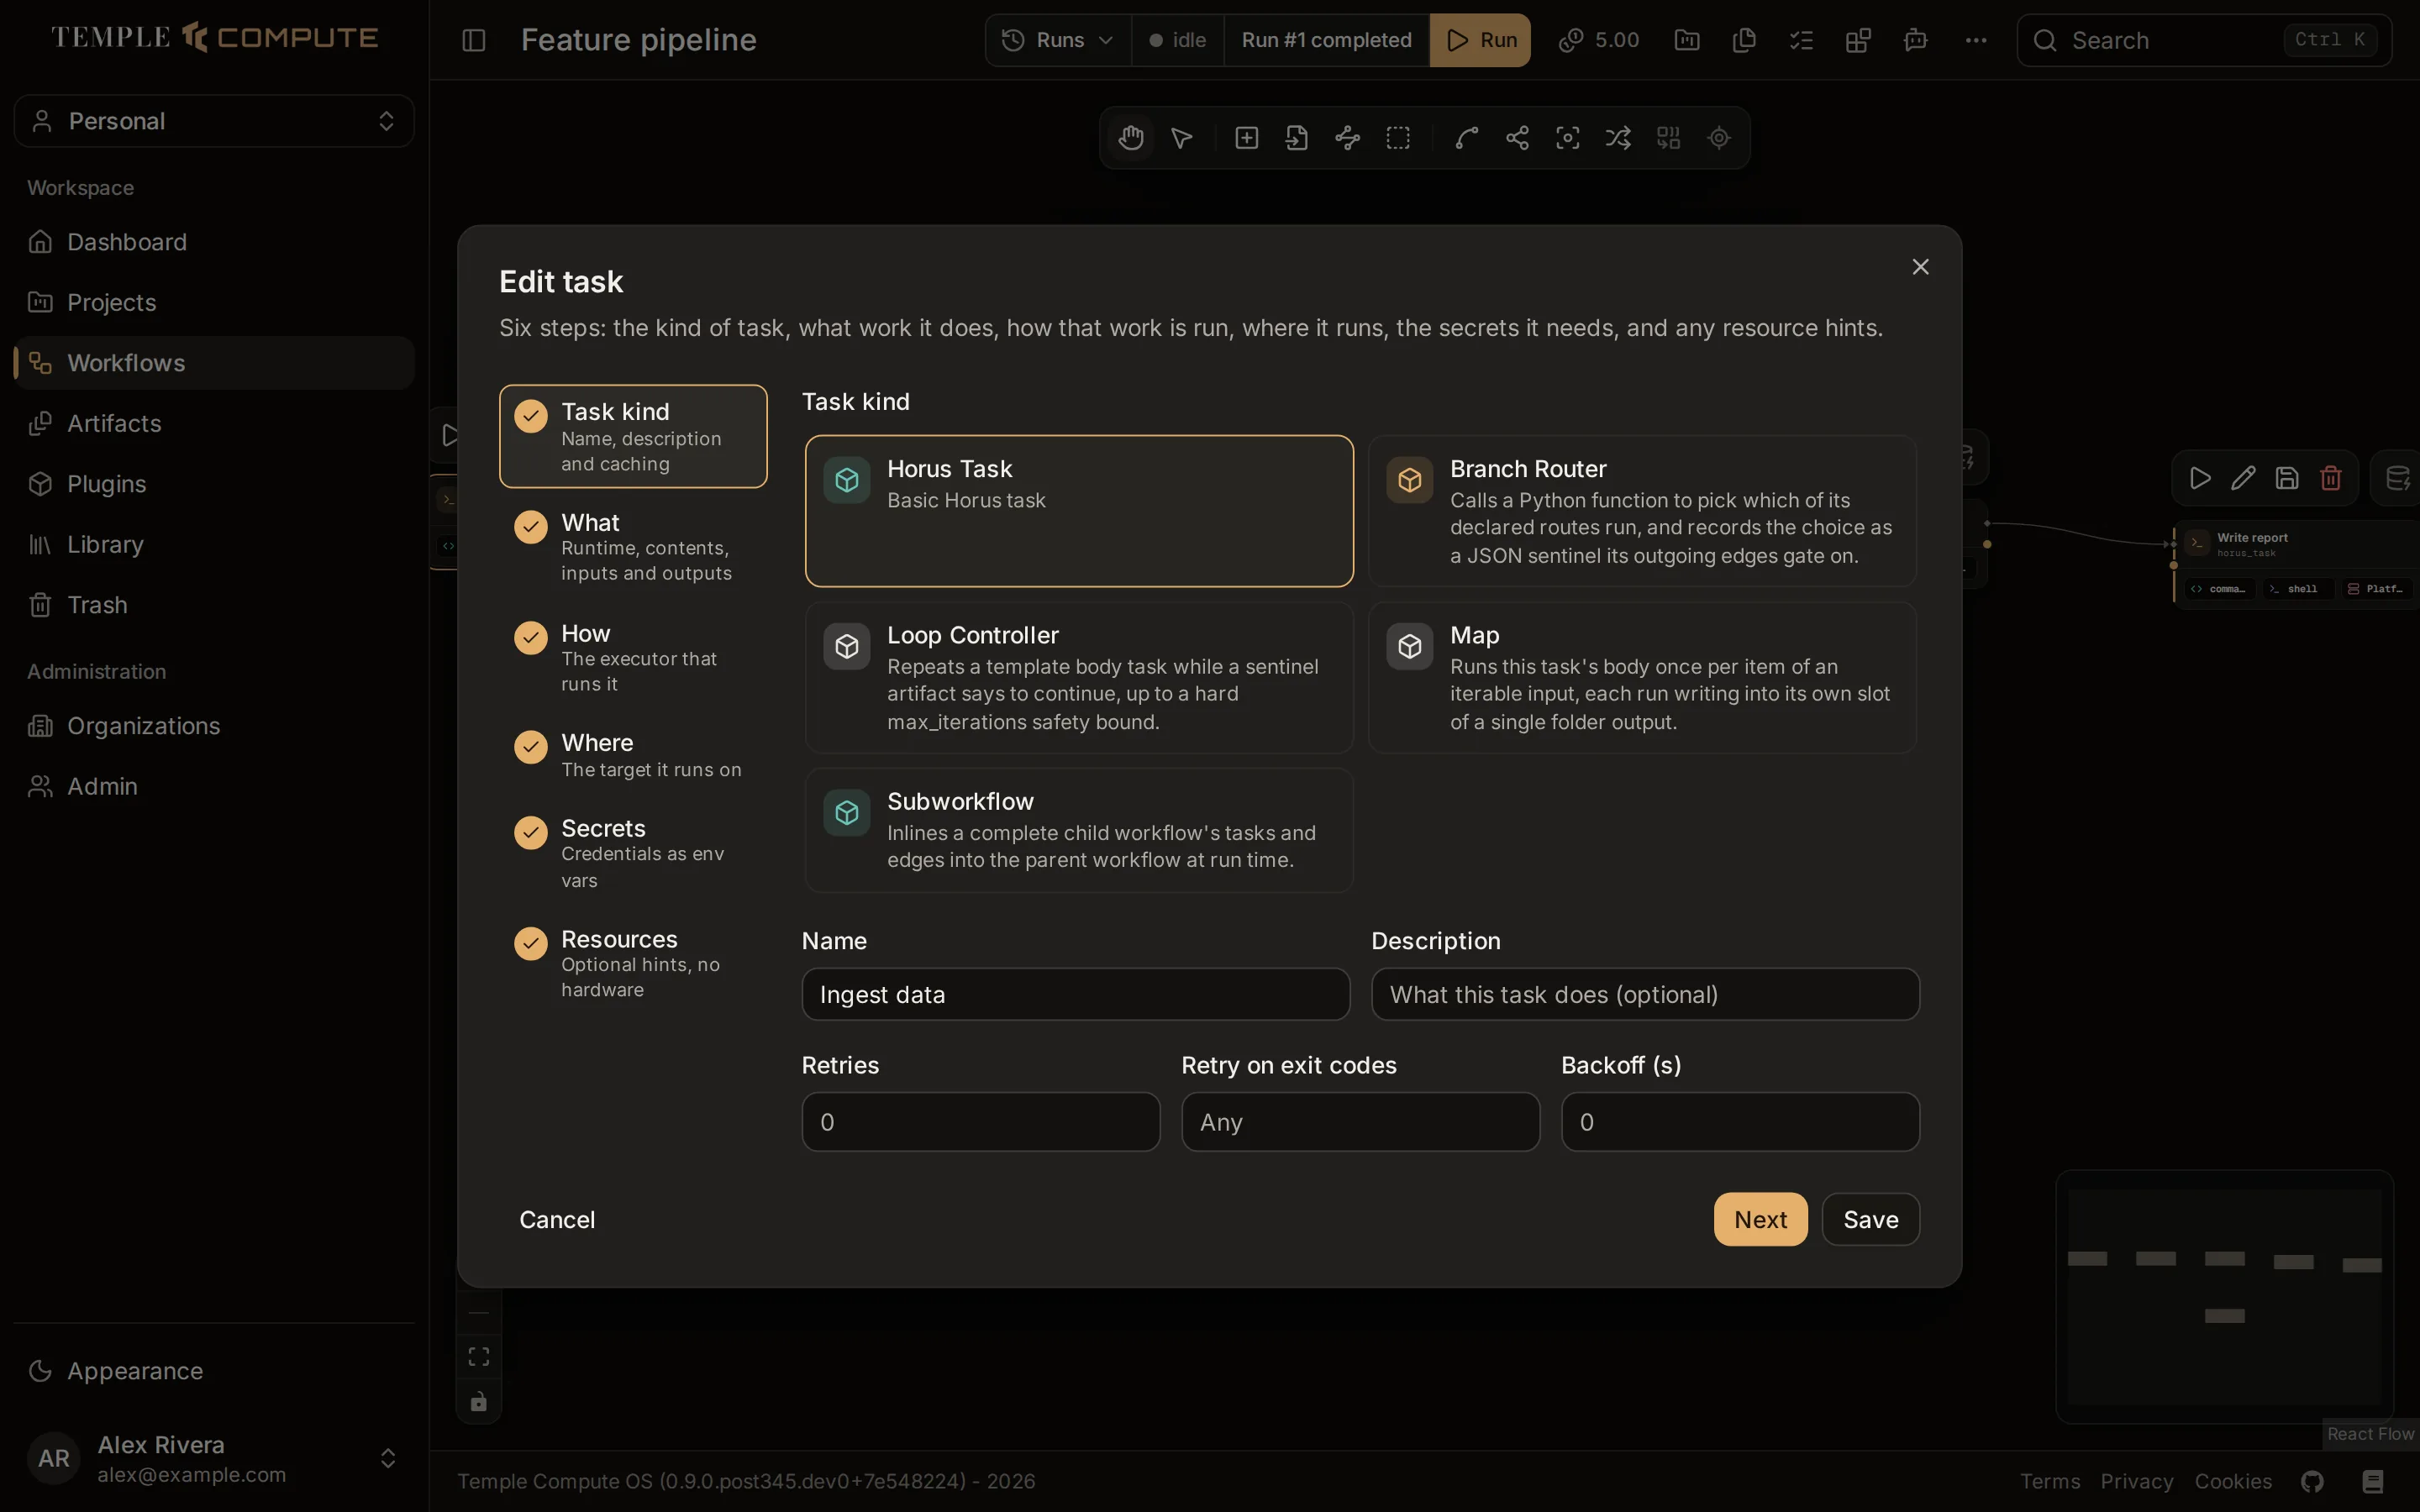 TEMPLE COMPUTE
Personal
Workspace
Dashboard
Projects
Workflows
Artifacts
Plugins
Library
Trash
Administration
Organizations
Admin
Appearance
AR
Alex Rivera
alex@example.com
Feature pipeline
Runs
idle
Run #1 completed
Run
5.00
Search
Ctrl K
Edit task
Six steps: the kind of task, what work it does, how that work is run, where it runs, the secrets it needs, and any resource hints.
Task kind
Name, description
and caching
What
Runtime, contents,
inputs and outputs
How
The executor that
runs it
Where
The target it runs on
Secrets
Credentials as env
vars
Resources
Optional hints, no
hardware
Task kind
Horus Task
Basic Horus task
Branch Router
Calls a Python function to pick which of its
declared routes run, and records the choice as
a JSON sentinel its outgoing edges gate on.
Loop Controller
Repeats a template body task while a sentinel
artifact says to continue, up to a hard
max_iterations safety bound.
Map
Runs this task's body once per item of an
iterable input, each run writing into its own slot
of a single folder output.
Subworkflow
Inlines a complete child workflow's tasks and
edges into the parent workflow at run time.
Name
Ingest data
Description
What this task does (optional)
Retries
0
Retry on exit codes
Any
Backoff (s)
0
Cancel
Next
Save
Write report
horus_task
comma…
shell
Platf…
React Flow
Temple Compute OS (0.9.0.post345.dev0+7e548224) - 2026
Terms
Privacy
Cookies